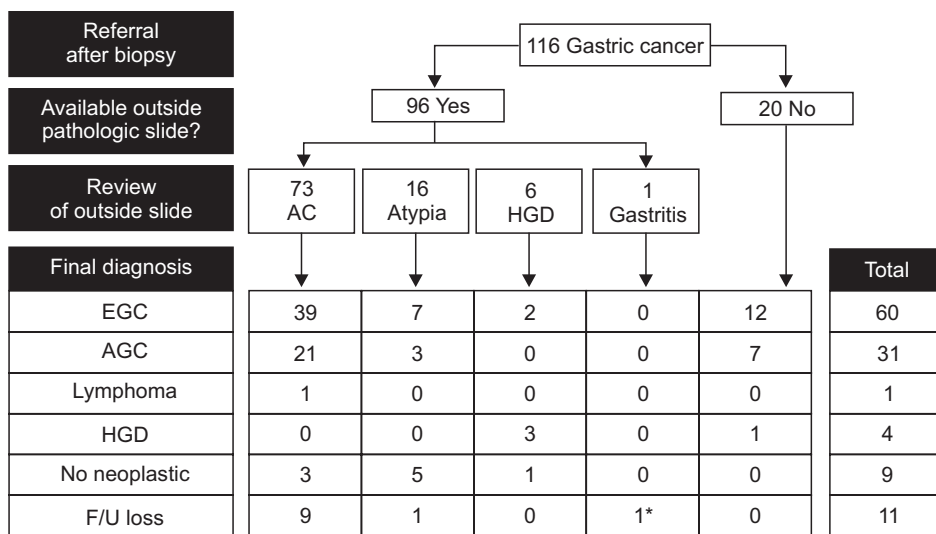 Referral
after biopsy
116 Gastric cancer
Available outside
pathologic slide?
96 Yes
20 No
Review
of outside slide
73
AC
16
Atypia
6
HGD
1
Gastritis
Final diagnosis
Total
EGC 39 7 2 0 12 60
AGC 21 3 0 0 7 31
Lymphoma 1 0 0 0 0 1
HGD 0 0 3 0 1 4
No neoplastic 3 5 1 0 0 9
F/U loss 9 1 0 1* 0 11